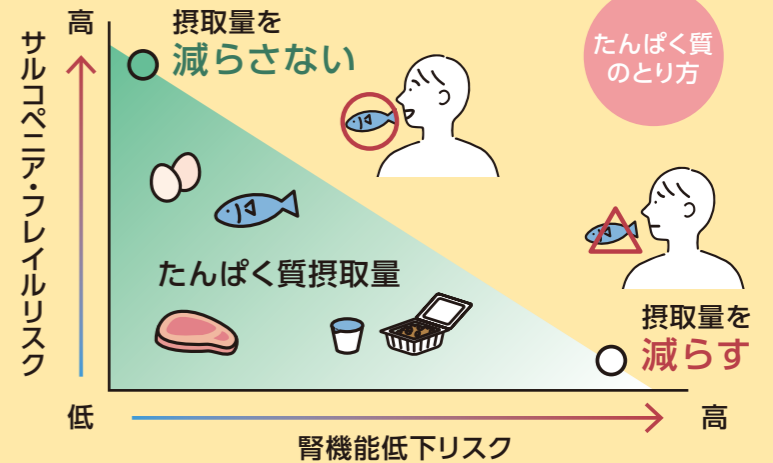 高
摂取量を
減らさない
たんぱく質
のとり方
サルコペニア・フレイルリスク
たんぱく質摂取量
摂取量を
減らす
低
高
腎機能低下リスク